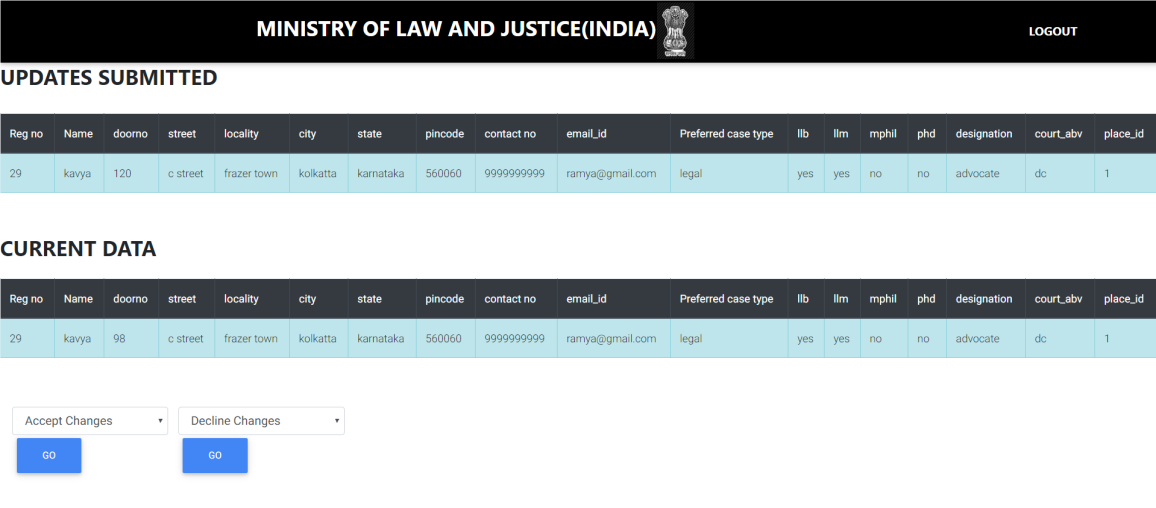 MINISTRY OF LAW AND JUSTICE(INDIA)
LOGOUT
UPDATES SUBMITTED
Reg no Name doorno street locality city state pincode contact no email_id Preferred case type llb llm mphil phd designation court_abv place_id
29 kavya 120 c street frazer town kolkatta karnataka 560060 9999999999 ramya@gmail.com legal yes yes no no advocate dc 1
CURRENT DATA
Reg no Name doorno street locality city state pincode contact no email_id Preferred case type llb llm mphil phd designation court_abv place_id
29 kavya 98 c street frazer town kolkatta karnataka 560060 9999999999 ramya@gmail.com legal yes yes no no advocate dc 1
Accept Changes Decline Changes
GO GO